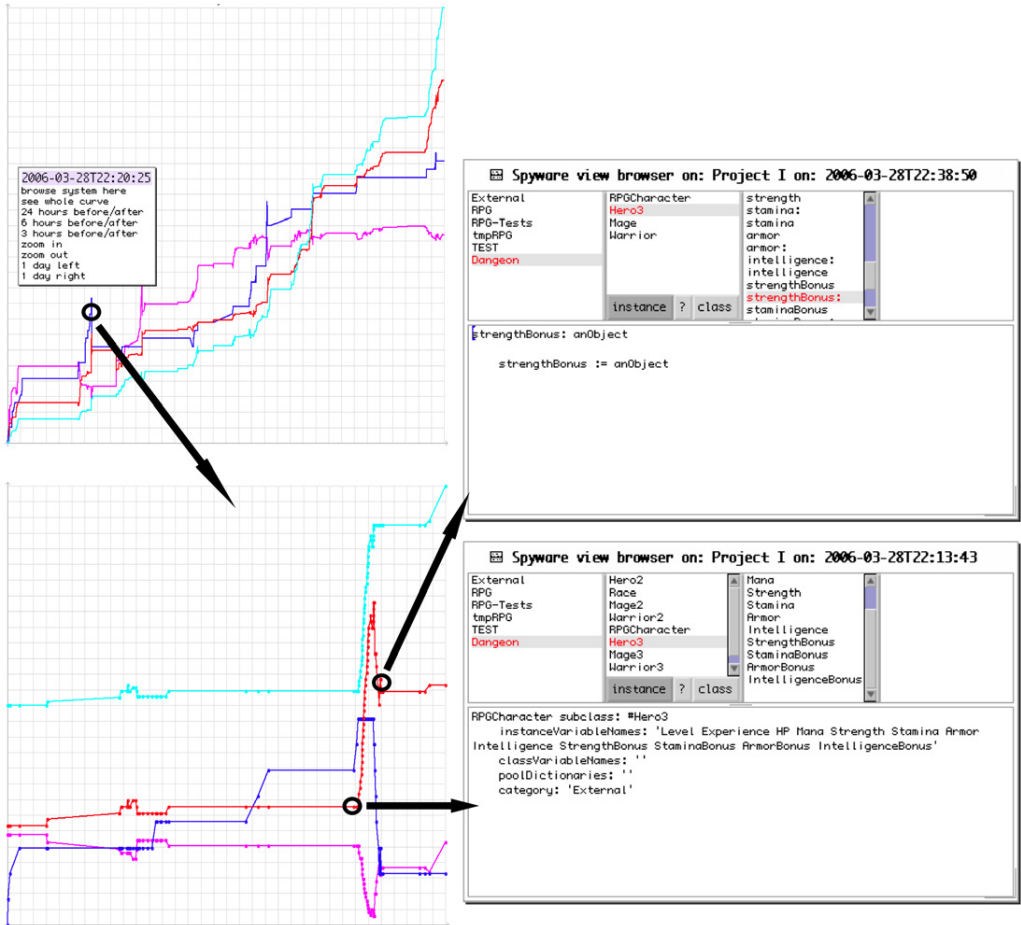 2006-03-28T22:20:25
browse system here
see whole curve
24 hours before/after
6 hours before/after
3 hours before/after
zoom in
zoom out
1 day left
1 day right
Spyware view browser on: Project I on: 2006-03-28T22:38:50
External
RPG
RPG-Tests
tmpRPG
TEST
Dangeon
RPGCharacter
Hero3
Mage
Warrior
instance ? class
strength
stamina:
stamina
armor
armor:
intelligence:
intelligence
strengthBonus
strengthBonus:
staminaBonus
strengthBonus: anObject
strengthBonus := anObject
Spyware view browser on: Project I on: 2006-03-28T22:13:43
External
RPG
RPG-Tests
tmpRPG
TEST
Dangeon
Hero2
Race
Mage2
Warrior2
RPGCharacter
Hero3
Mage3
Warrior3
instance ? class
Mana
Strength
Stamina
Armor
Intelligence
StrengthBonus
StaminaBonus
ArmorBonus
IntelligenceBonus
RPGCharacter subclass: #Hero3
instanceVariableNames: 'Level Experience HP Mana Strength Stamina Armor
Intelligence StrengthBonus StaminaBonus ArmorBonus IntelligenceBonus'
classVariableNames: ''
poolDictionaries: ''
category: 'External'